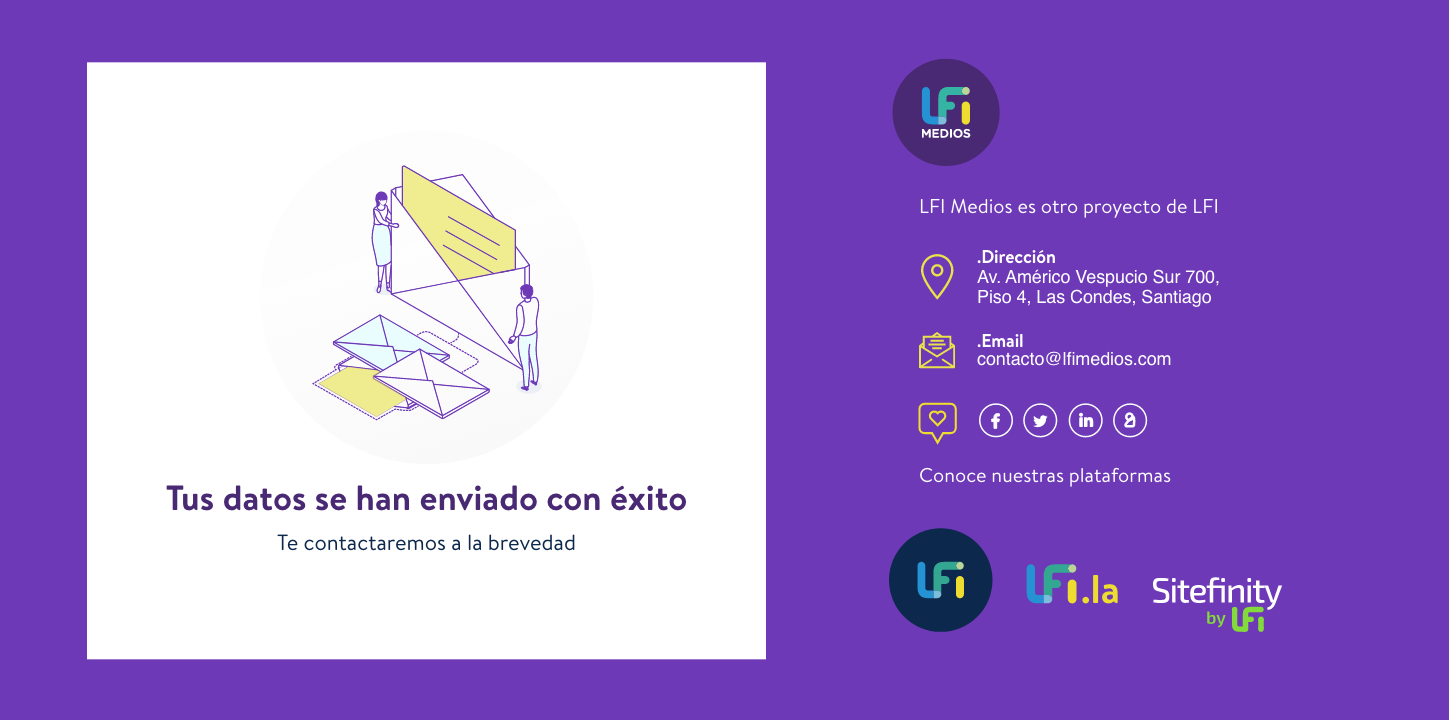 Tus datos se han enviado con éxito
Te contactaremos a la brevedad
LFi
MEDIOS
LFI Medios es otro proyecto de LFI
.Dirección
Av. Américo Vespucio Sur 700,
Piso 4, Las Condes, Santiago
.Email
contacto@lfimedios.com
Conoce nuestras plataformas
LFi
LFi.la
Sitefinity
by LFi